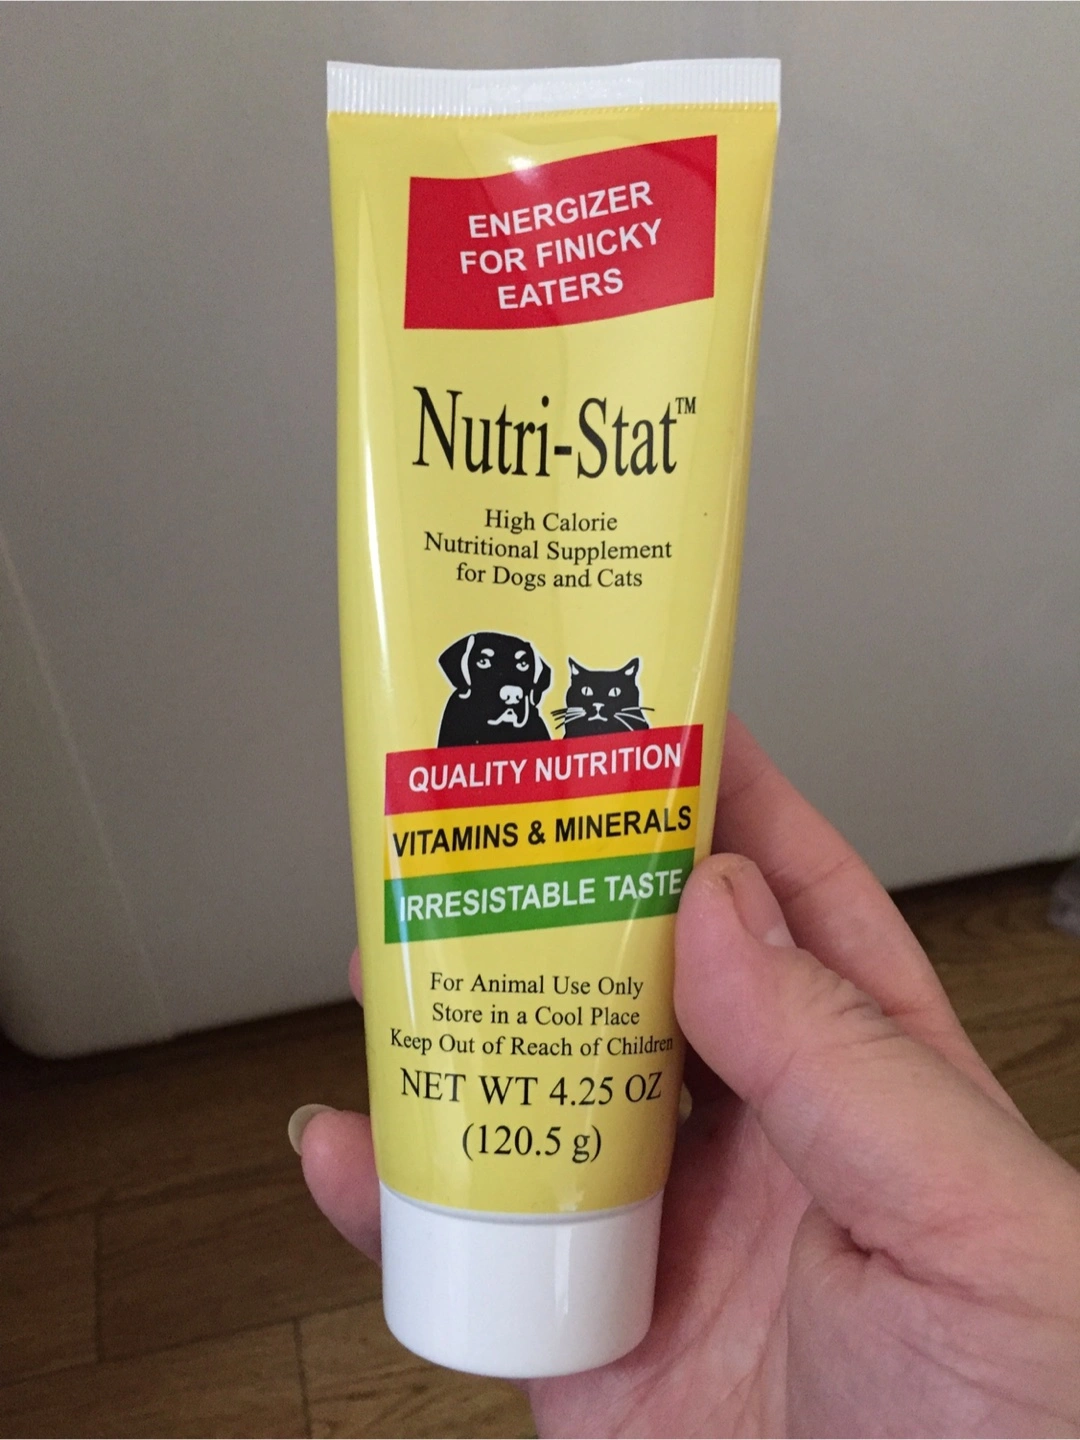 ENERGIZER
FOR FINICKY
EATERS
Nutri-Stat™
High Calorie
Nutritional Supplement
for Dogs and Cats
QUALITY NUTRITION
VITAMINS & MINERALS
IRRESISTABLE TASTE
For Animal Use Only
Store in a Cool Place
Keep Out of Reach of Children
NET WT 4.25 OZ
(120.5 g)